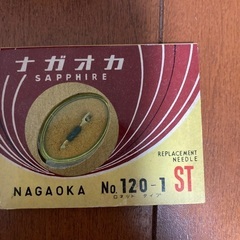 ナガオカ
SAPPHIRE
REPLACEMENT
NEEDLE
NAGAOKA No.120-1 ST